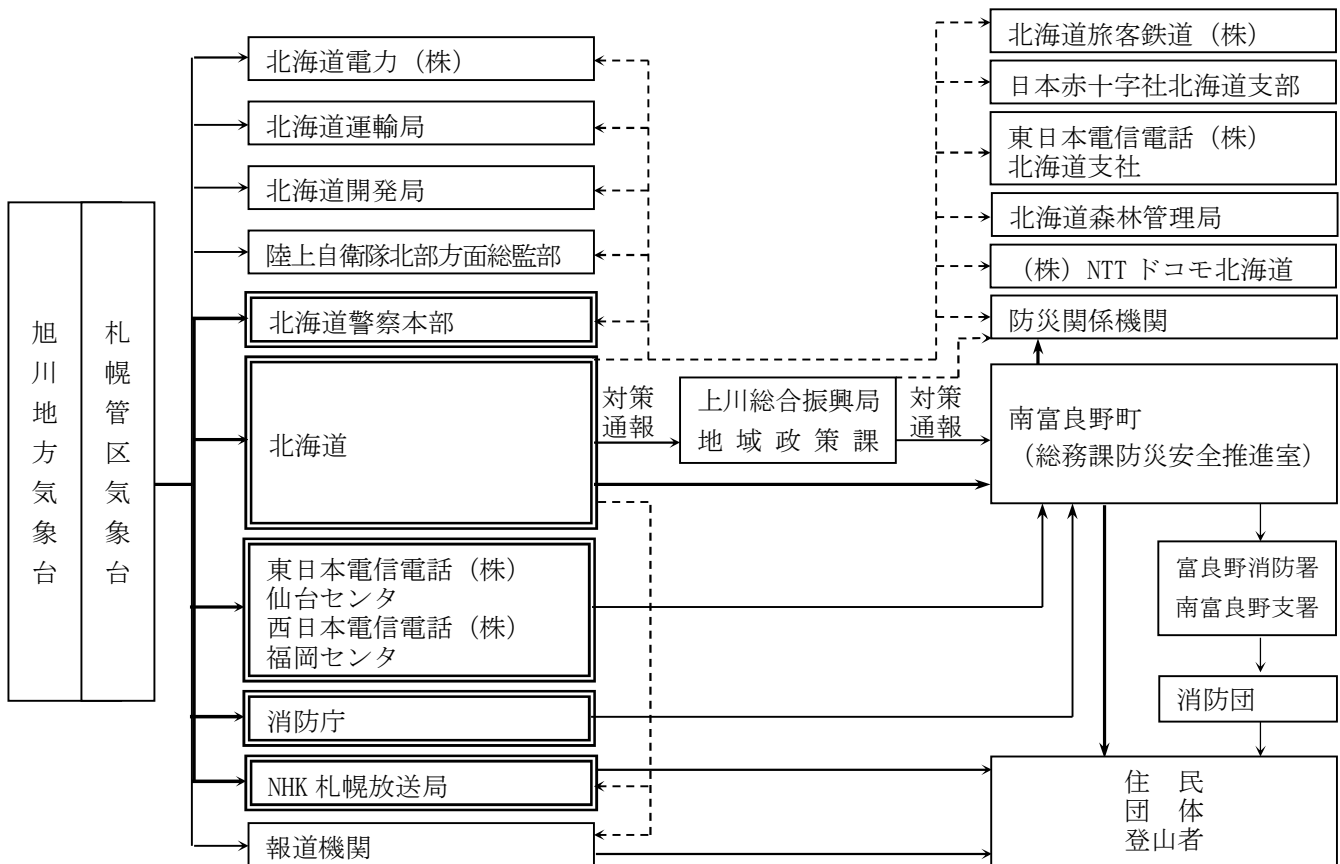 旭川地方気象台
札幌管区気象台
北海道電力（株）
北海道運輸局
北海道開発局
陸上自衛隊北部方面総監部
北海道警察本部
北海道
東日本電信電話（株）
仙台センタ
西日本電信電話（株）
福岡センタ
消防庁
NHK 札幌放送局
報道機関
対策
通報
上川総合振興局
地域政策課
対策
通報
北海道旅客鉄道（株）
日本赤十字社北海道支部
東日本電信電話（株）
北海道支社
北海道森林管理局
（株）NTT ドコモ北海道
防災関係機関
南富良野町
（総務課防災安全推進室）
富良野消防署
南富良野支署
消防団
住　民
団　体
登山者